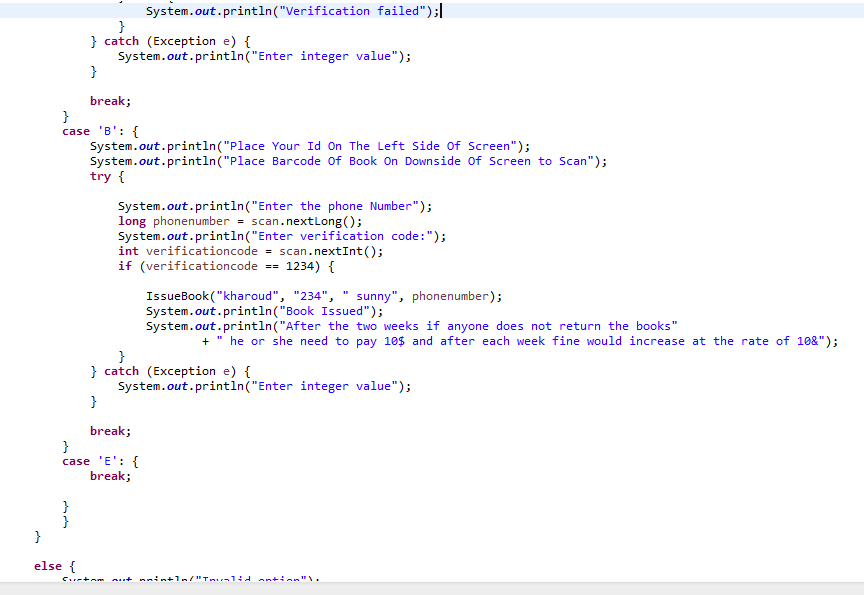 System.out.println("Verification failed");
}
} catch (Exception e) {
System.out.println("Enter integer value");
}
break;
}
case 'B': {
System.out.println("Place Your Id On The Left Side Of Screen");
System.out.println("Place Barcode Of Book On Downside Of Screen to Scan");
try {
System.out.println("Enter the phone Number");
long phonenumber = scan.nextLong();
System.out.println("Enter verification code:");
int verificationcode = scan.nextInt();
if (verificationcode == 1234) {
IssueBook("kharoud", "234", " sunny", phonenumber);
System.out.println("Book Issued");
System.out.println("After the two weeks if anyone does not return the books"
+ " he or she need to pay 10$ and after each week fine would increase at the rate of 10&");
}
} catch (Exception e) {
System.out.println("Enter integer value");
}
break;
}
case 'E': {
break;
}
}
}
else {
System.out.println("Invalid option");